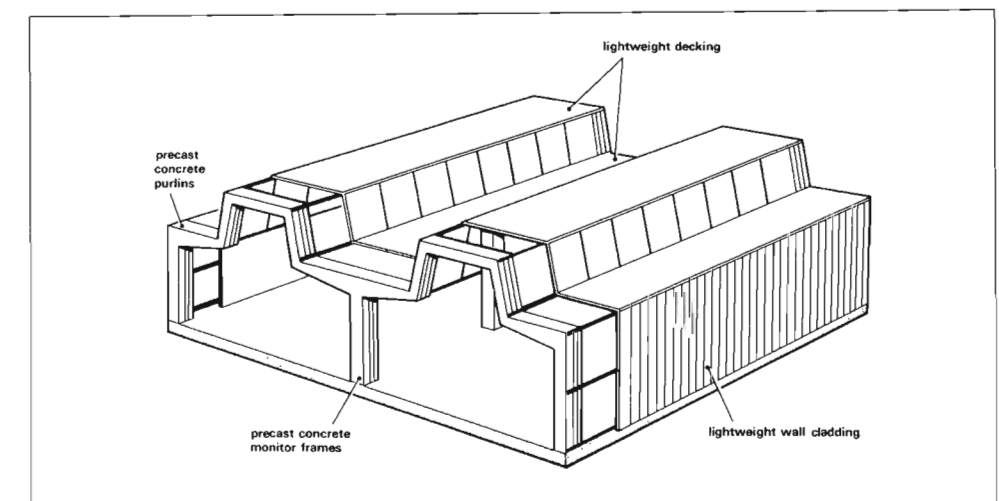 lightweight decking
precast
concrete
purlins
precast concrete
monitor frames
lightweight wall cladding